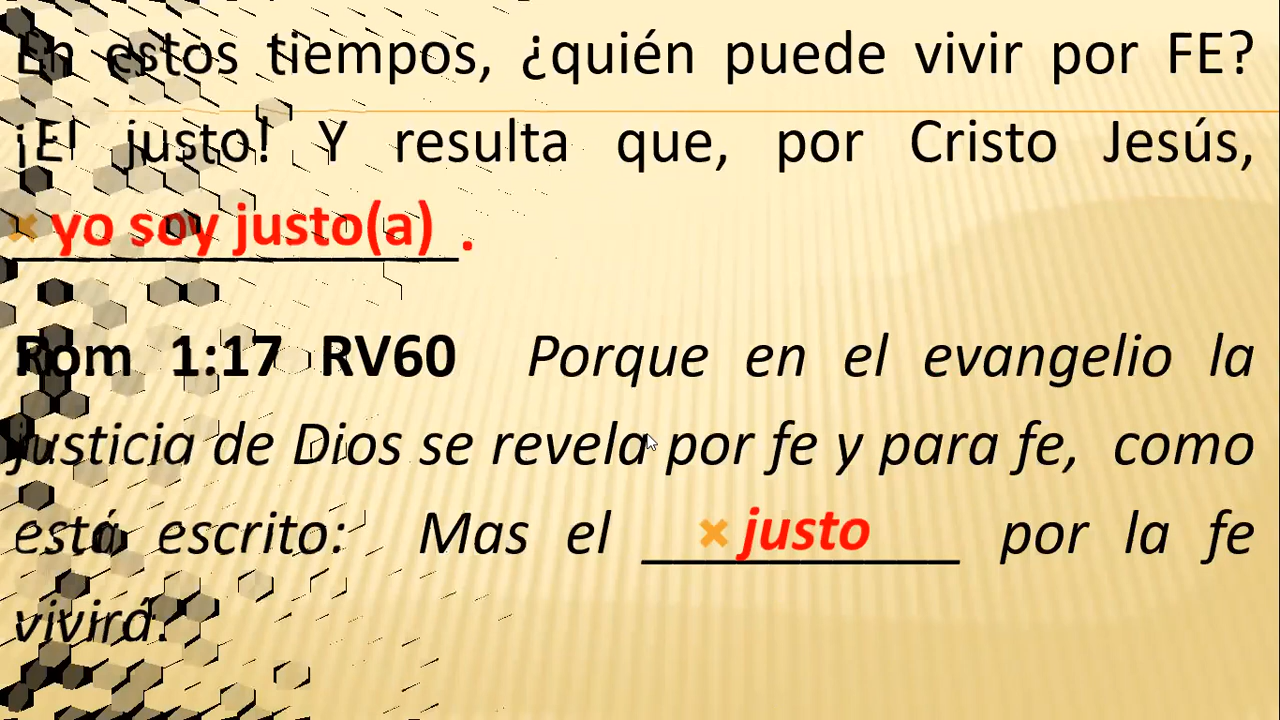 En estos tiempos, ¿quién puede vivir por FE?
¡El justo! Y resulta que, por Cristo Jesús,
yo soy justo(a) .
Rom 1:17 RV60 Porque en el evangelio la
justicia de Dios se revela por fe y para fe, como
está escrito: Mas el justo por la fe
vivirá.